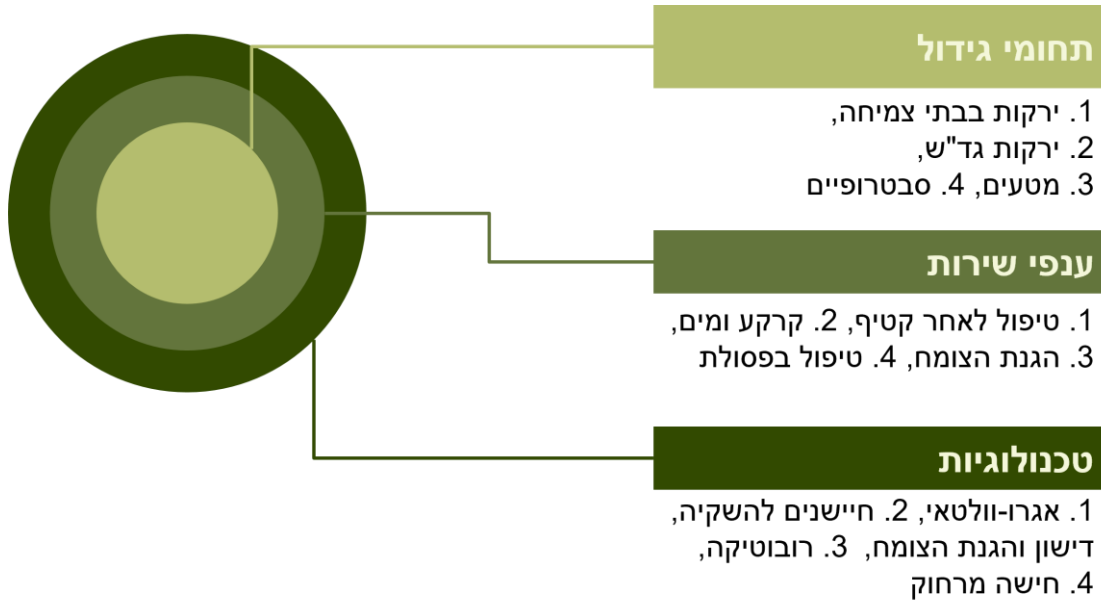 תחומי גידול
1. ירקות בבתי צמיחה,
2. ירקות גד"ש,
3. מטעים, 4. סבטרופיים
ענפי שירות
1. טיפול לאחר קטיף, 2. קרקע ומים,
3. הגנת הצומח, 4. טיפול בפסולת
טכנולוגיות
1. אגרו-וולטאי, 2. חיישנים להשקיה,
דישון והגנת הצומח, 3. רובוטיקה,
4. חישה מרחוק